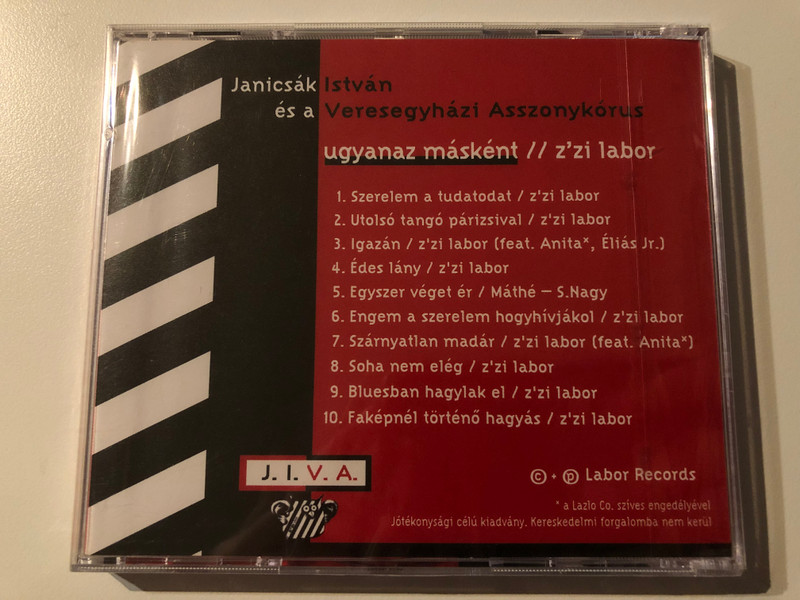 Janicsák István
és a Veresegyházi Asszonykórus
ugyanaz másként // z'zi labor
1. Szerelem a tudatodat / z'zi labor
2. Utolsó tangó párizsival / z'zi labor
3. Igazán / z'zi labor (feat. Anitaˣ, Éliás Jr.)
4. Édes lány / z'zi labor
5. Egyszer véget ér / Máthé – S.Nagy
6. Engem a szerelem hogyhívjákol / z'zi labor
7. Szárnyatlan madár / z'zi labor (feat. Anitaˣ)
8. Soha nem elég / z'zi labor
9. Bluesban hagylak el / z'zi labor
10. Faképnél történő hagyás / z'zi labor
J. I. V. A.
© + ℗ Labor Records
* a Lazlo Co. szíves engedélyével
Jótékonysági célú kiadvány. Kereskedelmi forgalomba nem kerül